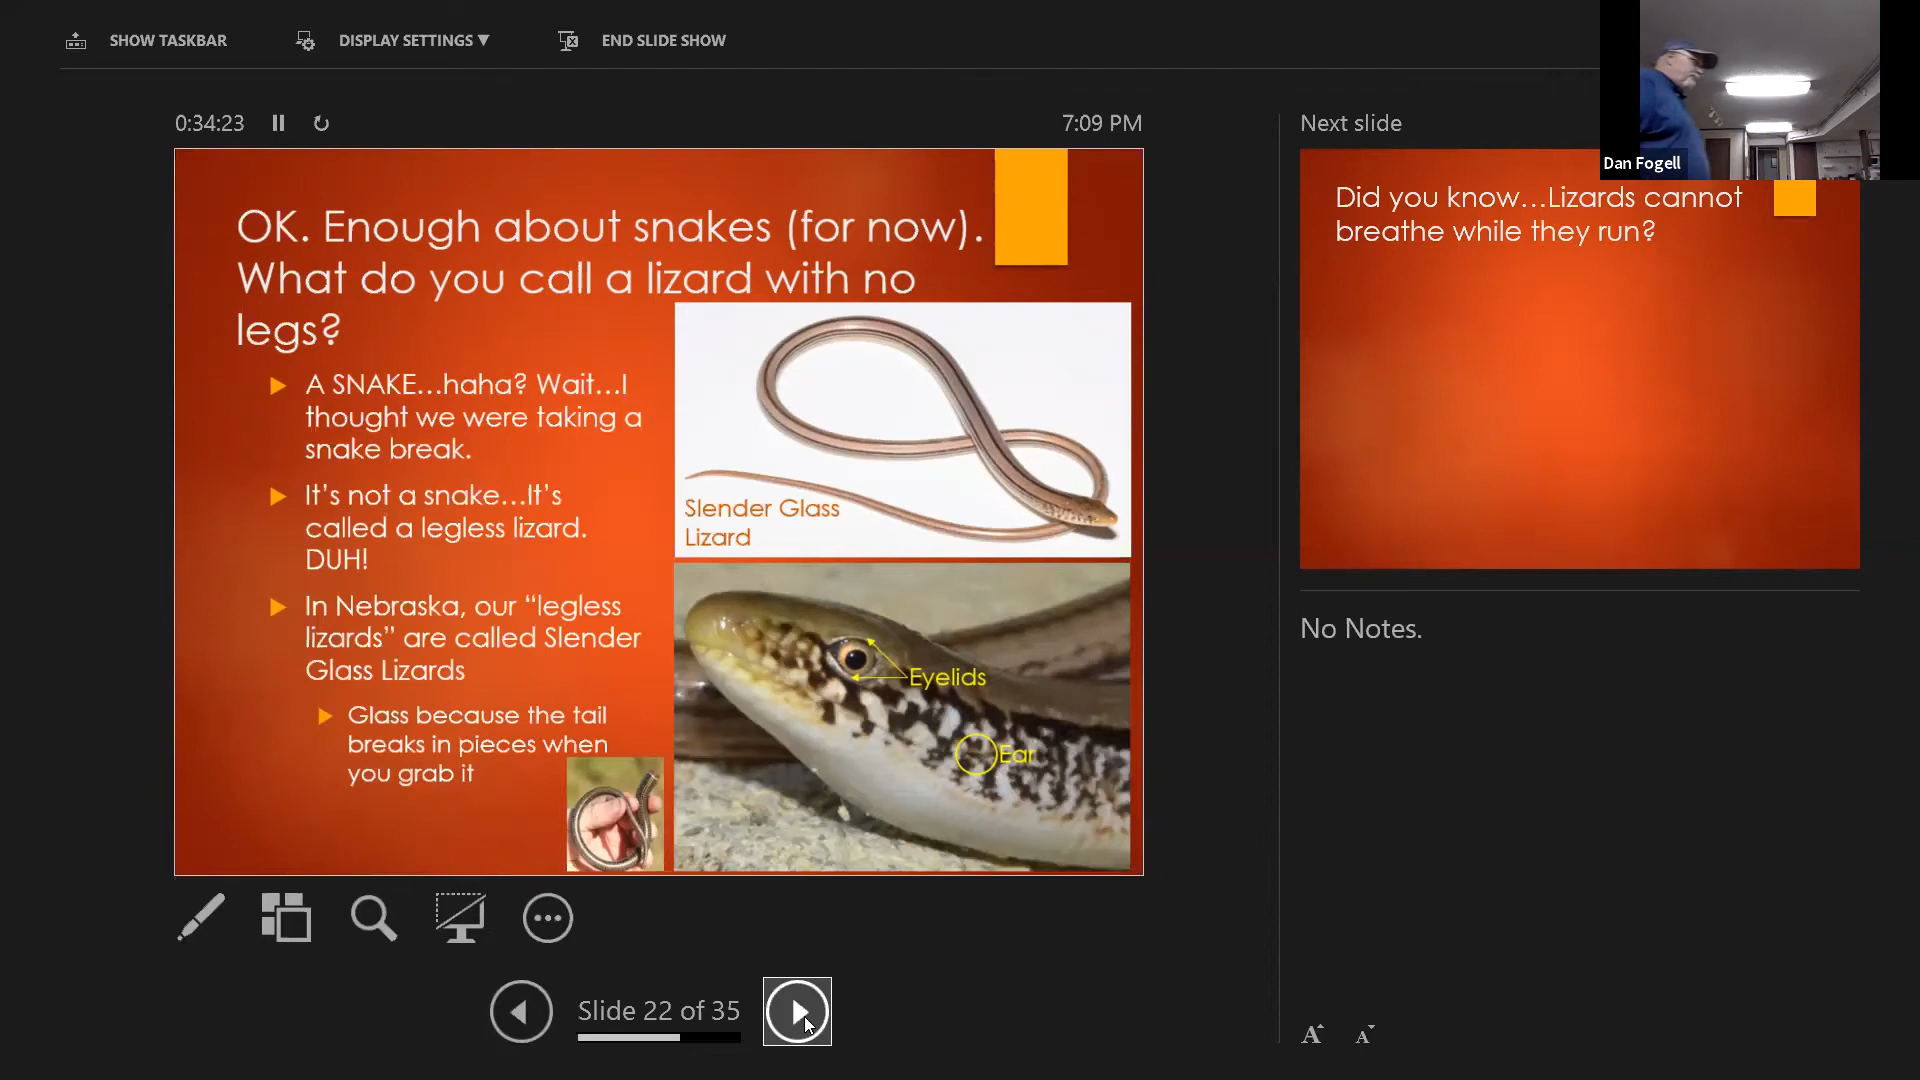 SHOW TASKBAR
DISPLAY SETTINGS ▼
END SLIDE SHOW
0:34:23
7:09 PM
Next slide
Dan Fogell
OK. Enough about snakes (for now).
What do you call a lizard with no
legs?
A SNAKE…haha? Wait…I
thought we were taking a
snake break.
It’s not a snake…It’s
called a legless lizard.
DUH!
In Nebraska, our “legless
lizards” are called Slender
Glass Lizards
Glass because the tail
breaks in pieces when
you grab it
Slender Glass
Lizard
Eyelids
Ear
Did you know…Lizards cannot
breathe while they run?
No Notes.
Slide 22 of 35
A A